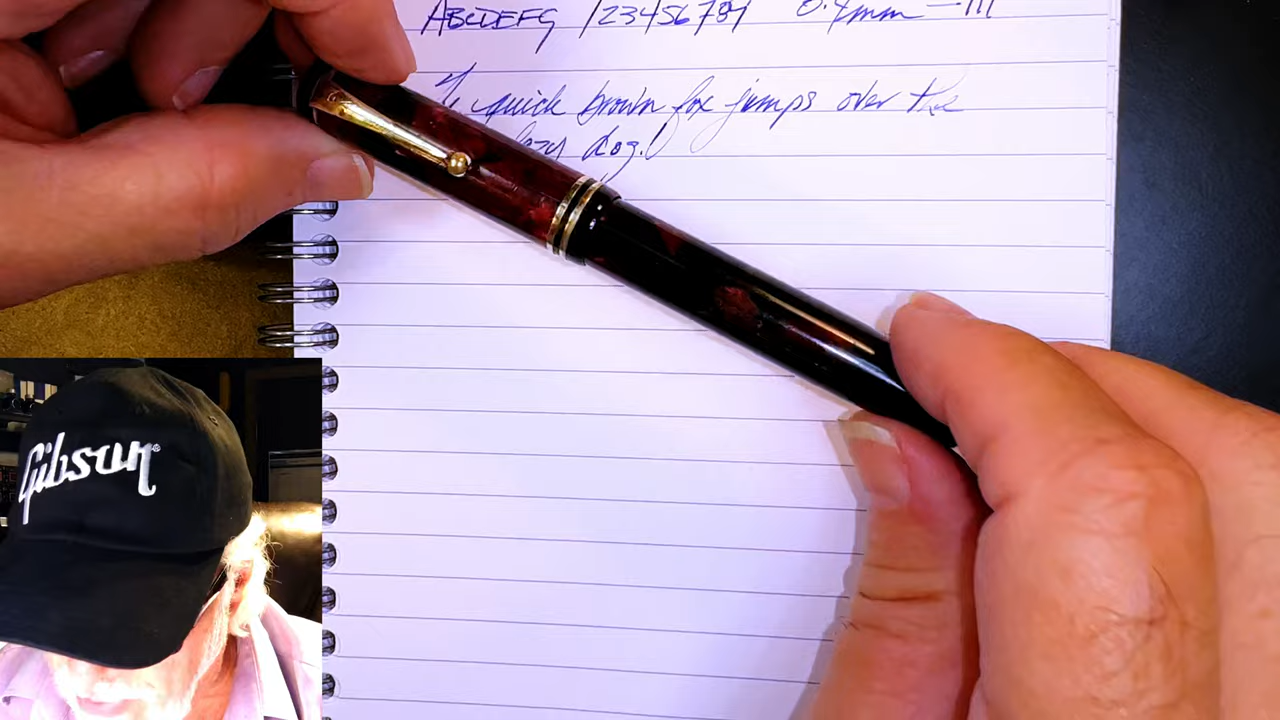 ABCDEFG 123456789 0.4mm —
quick brown fox jumps over the
lazy dog!
Gibson